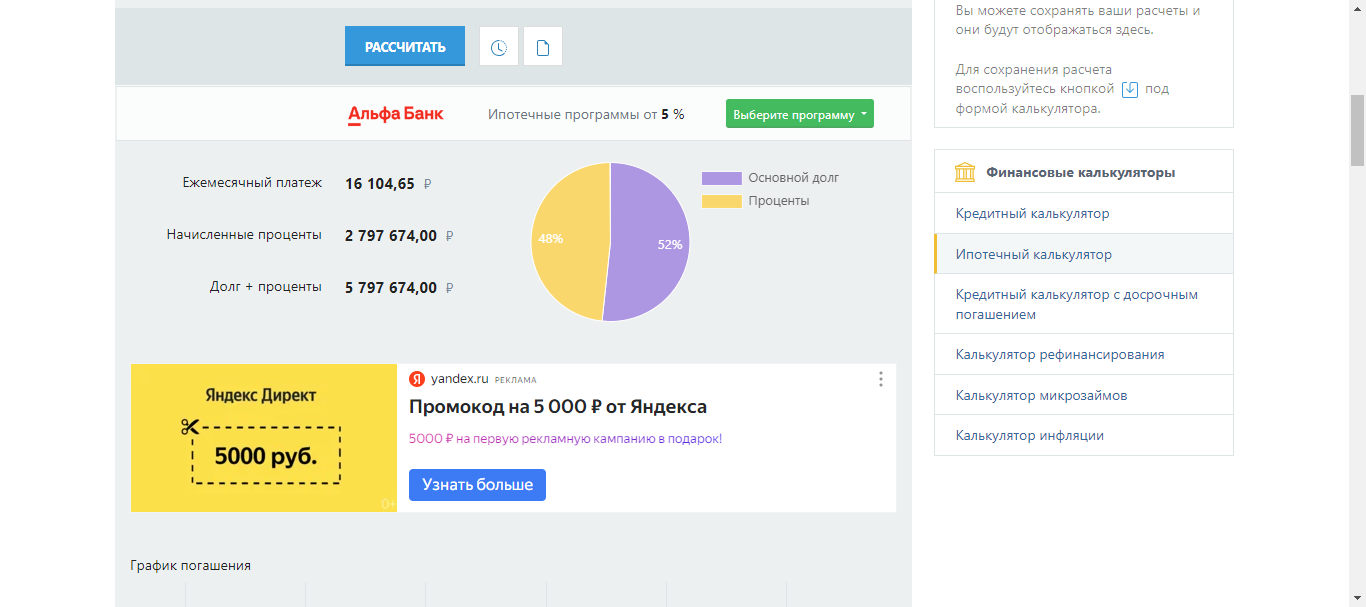 РАССЧИТАТЬ
Альфа Банк
Ипотечные программы от 5 %
Выберите программу
Ежемесячный платеж 16 104,65 ₽
Начисленные проценты 2 797 674,00 ₽
Долг + проценты 5 797 674,00 ₽
48%
52%
Основной долг
Проценты
Яндекс Директ
5000 руб.
0+
Я yandex.ru РЕКЛАМА
Промокод на 5 000 ₽ от Яндекса
5000 ₽ на первую рекламную кампанию в подарок!
Узнать больше
График погашения
Вы можете сохранять ваши расчеты и
они будут отображаться здесь.
Для сохранения расчета
воспользуйтесь кнопкой под
формой калькулятора.
Финансовые калькуляторы
Кредитный калькулятор
Ипотечный калькулятор
Кредитный калькулятор с досрочным
погашением
Калькулятор рефинансирования
Калькулятор микрозаймов
Калькулятор инфляции